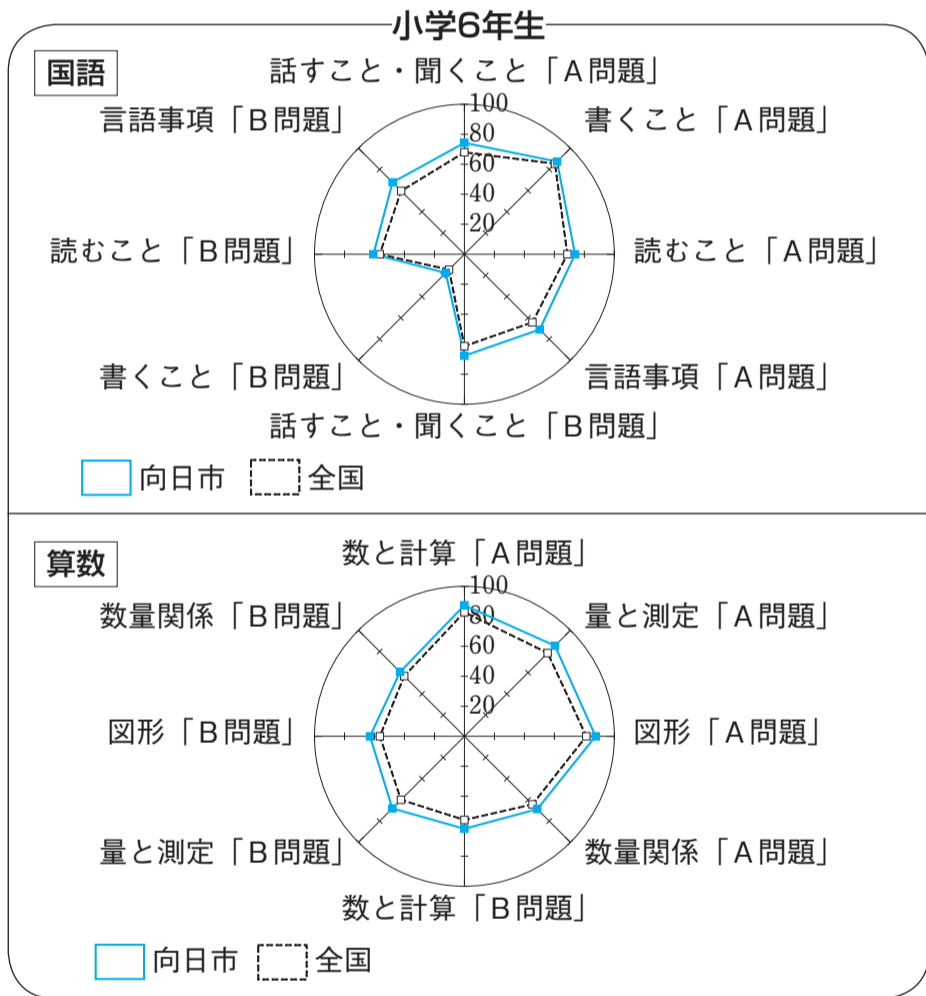 小学6年生
国語
話すこと・聞くこと「A問題」
言語事項「B問題」
書くこと「A問題」
100
80
60
40
20
読むこと「B問題」
読むこと「A問題」
書くこと「B問題」
言語事項「A問題」
話すこと・聞くこと「B問題」
向日市 全国
算数
数と計算「A問題」
数量関係「B問題」
量と測定「A問題」
100
80
60
40
20
図形「B問題」
図形「A問題」
量と測定「B問題」
数量関係「A問題」
数と計算「B問題」
向日市 全国